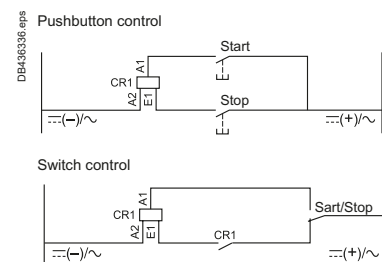 DB436336.eps
Pushbutton control
Start
A1
CR1
A2
E1
Stop
(–)/~
(+)/~
Switch control
A1
CR1
A2
E1
CR1
Sart/Stop
(–)/~
(+)/~